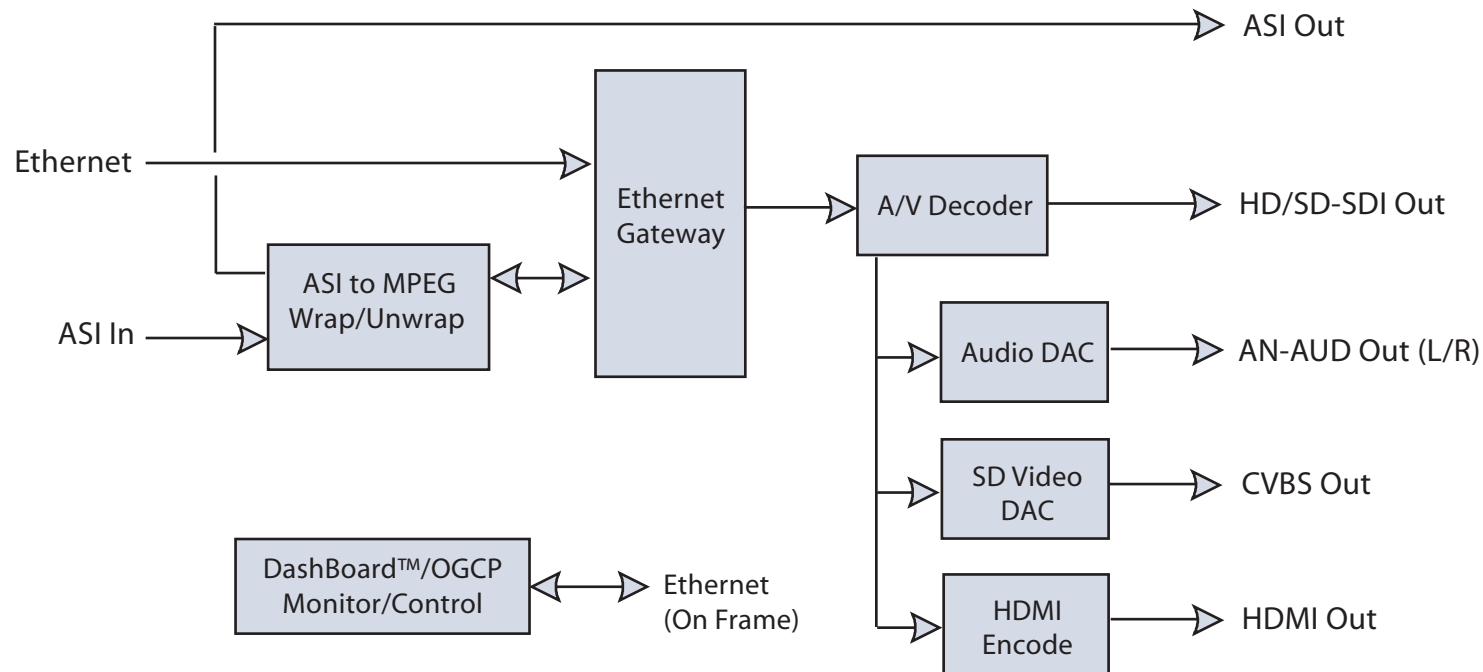 ASI Out
Ethernet
Ethernet
Gateway
A/V Decoder
HD/SD-SDI Out
ASI to MPEG
Wrap/Unwrap
ASI In
Audio DAC
AN-AUD Out (L/R)
SD Video
DAC
CVBS Out
DashBoard™/OGCP
Monitor/Control
Ethernet
(On Frame)
HDMI
Encode
HDMI Out